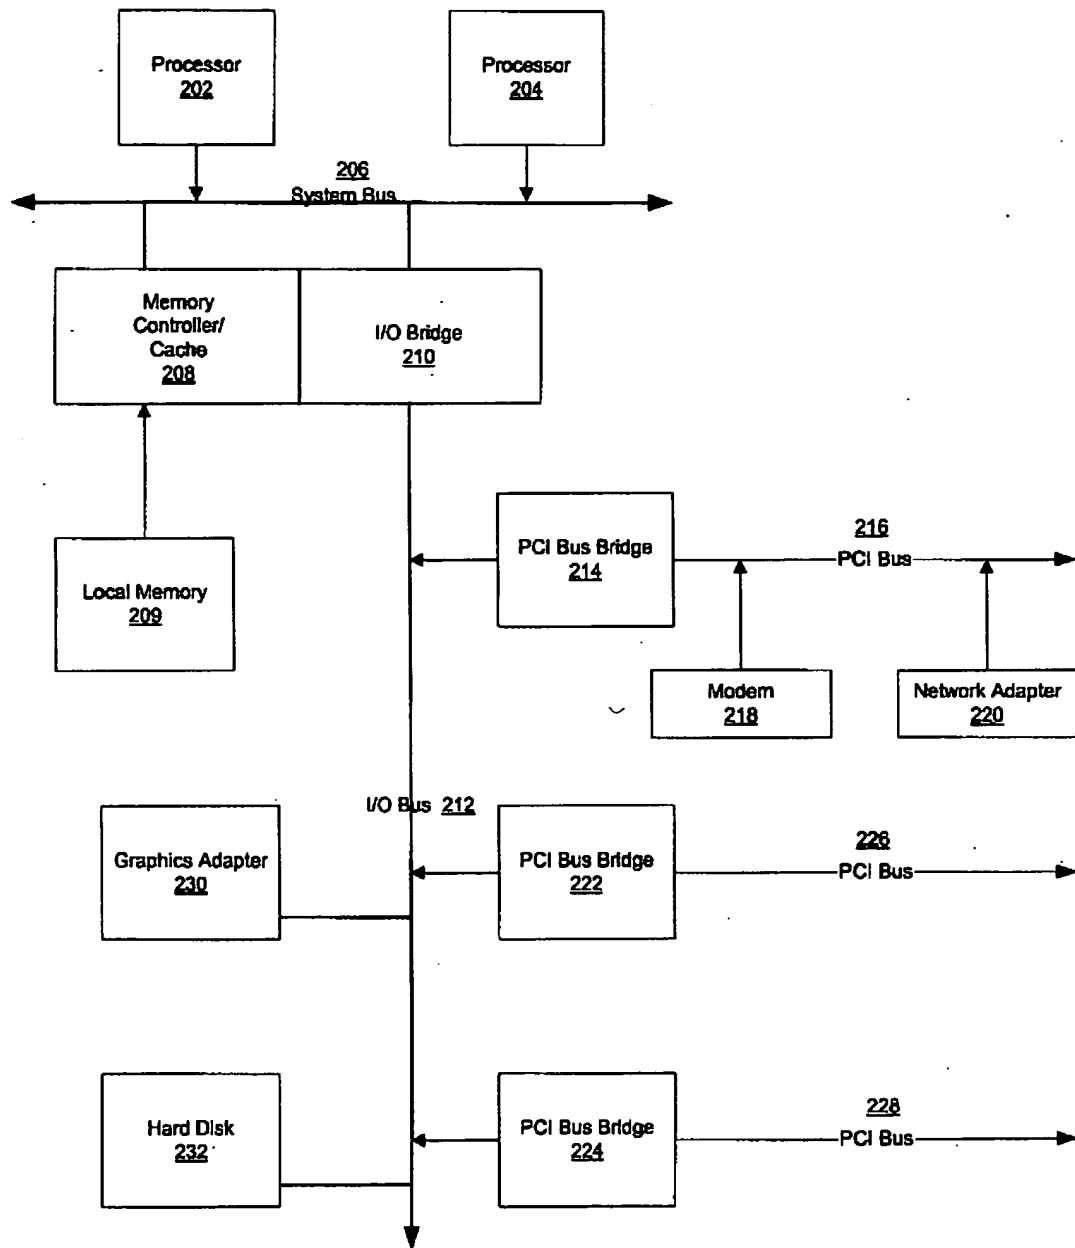 Processor
202
Processor
204
206
System Bus
Memory
Controller/
Cache
208
I/O Bridge
210
Local Memory
209
PCI Bus Bridge
214
216
PCI Bus
Modem
218
Network Adapter
220
I/O Bus 212
Graphics Adapter
230
PCI Bus Bridge
222
226
PCI Bus
Hard Disk
232
PCI Bus Bridge
224
228
PCI Bus